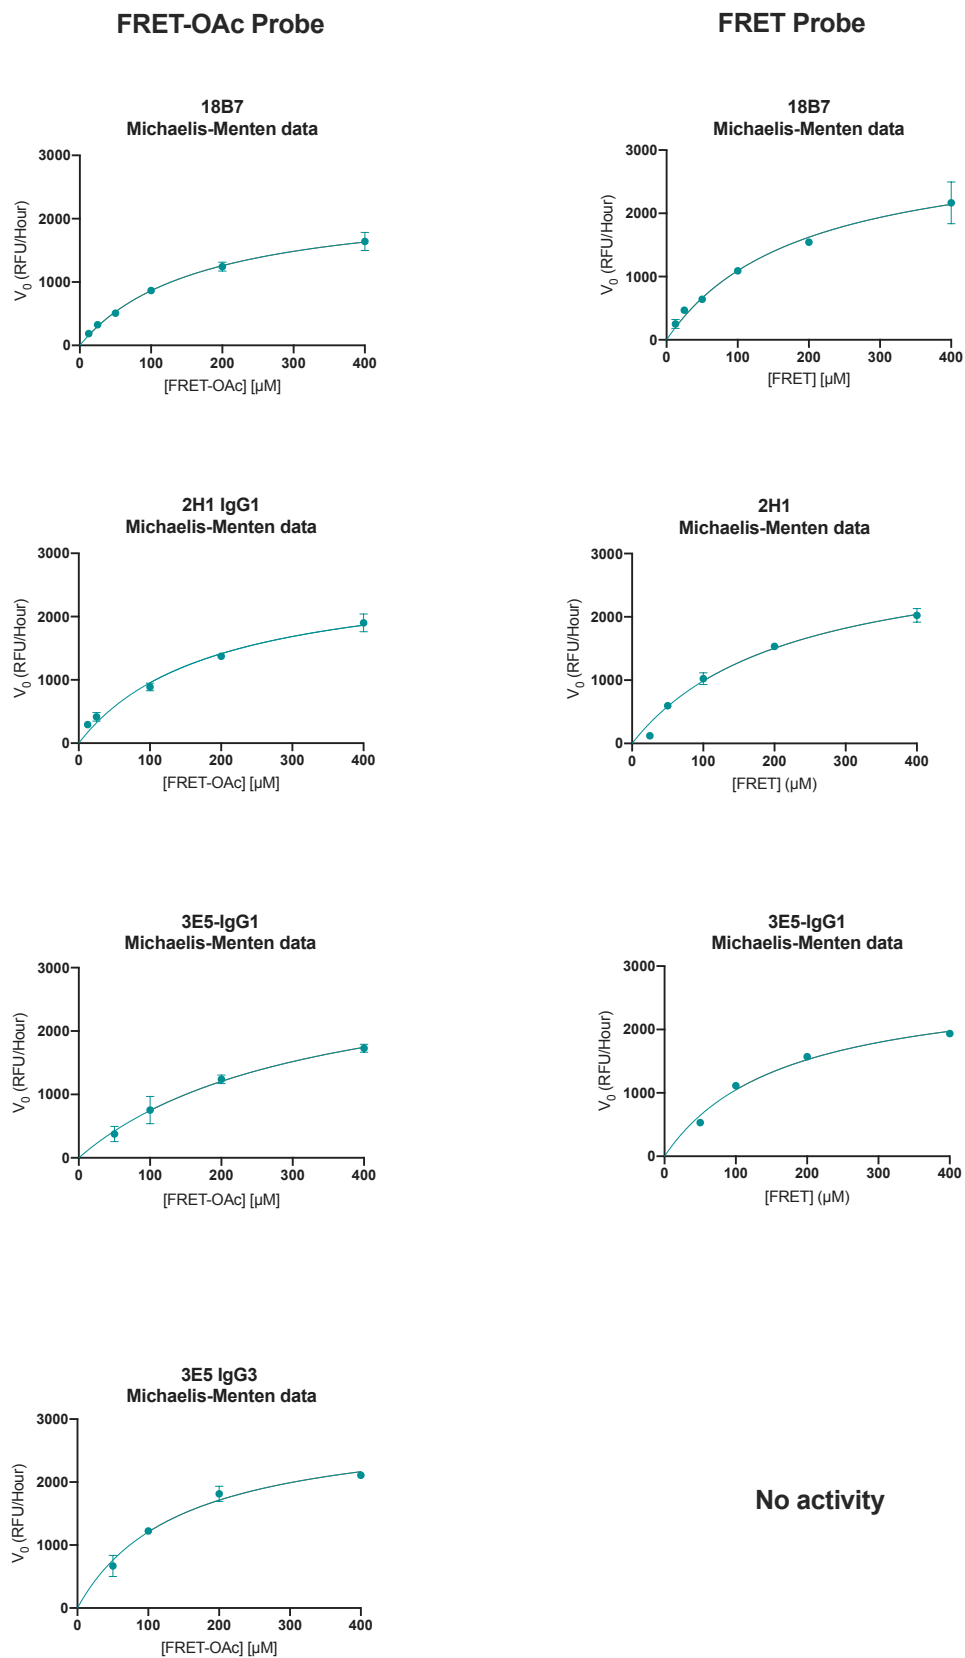 FRET-OAc Probe
FRET Probe
18B7
Michaelis-Menten data
3000
2000
1000
0
V0 (RFU/Hour)
0 100 200 300 400
[FRET-OAc] [µM]
18B7
Michaelis-Menten data
3000
2000
1000
0
V0 (RFU/Hour)
0 100 200 300 400
[FRET] [µM]
2H1 IgG1
Michaelis-Menten data
3000
2000
1000
0
V0 (RFU/Hour)
0 100 200 300 400
[FRET-OAc] [µM]
2H1
Michaelis-Menten data
3000
2000
1000
0
V0 (RFU/Hour)
0 100 200 300 400
[FRET] (µM)
3E5-IgG1
Michaelis-Menten data
3000
2000
1000
0
V0 (RFU/Hour)
0 100 200 300 400
[FRET-OAc] [µM]
3E5-IgG1
Michaelis-Menten data
3000
2000
1000
0
V0 (RFU/Hour)
0 100 200 300 400
[FRET] (µM)
3E5 IgG3
Michaelis-Menten data
3000
2000
1000
0
V0 (RFU/Hour)
0 100 200 300 400
[FRET-OAc] [µM]
No activity